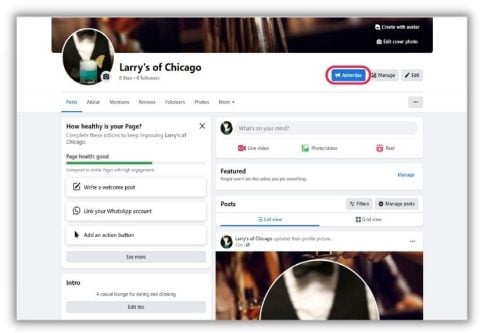 Create with avatar
Edit cover photo
Larry's of Chicago
0 likes • 0 followers
Advertise
Manage
Edit
Posts
About
Mentions
Reviews
Followers
Photos
More
How healthy is your Page?
Complete these actions to keep improving Larry's of
Chicago.
Page health: good
Compared to similar Pages with high engagement.
Write a welcome post
Link your WhatsApp account
Add an action button
See more
Intro
A casual lounge for eating and drinking
Edit bio
What's on your mind?
Live video
Photo/video
Reel
Featured
People won't see this unless you pin something.
Manage
Posts
Filters
Manage posts
List view
Grid view
Larry's of Chicago updated their profile picture.